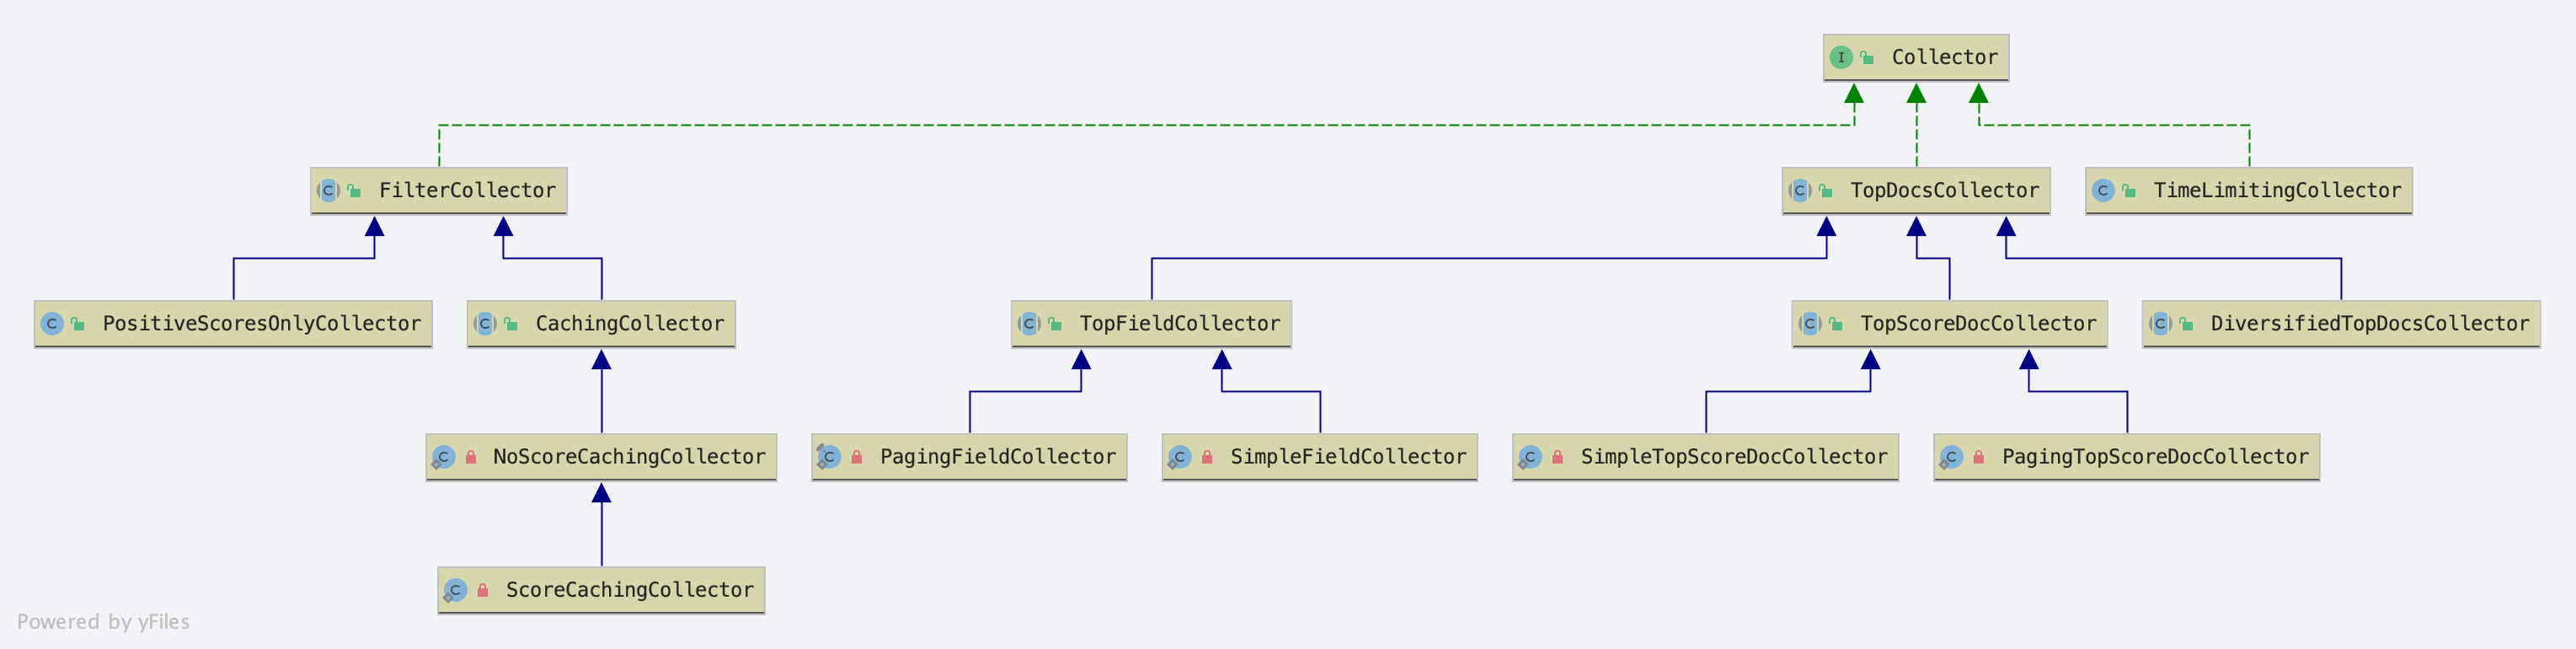 Collector
FilterCollector
TopDocsCollector
TimeLimitingCollector
PositiveScoresOnlyCollector
CachingCollector
TopFieldCollector
TopScoreDocCollector
DiversifiedTopDocsCollector
NoScoreCachingCollector
PagingFieldCollector
SimpleFieldCollector
SimpleTopScoreDocCollector
PagingTopScoreDocCollector
ScoreCachingCollector
Powered by yFiles